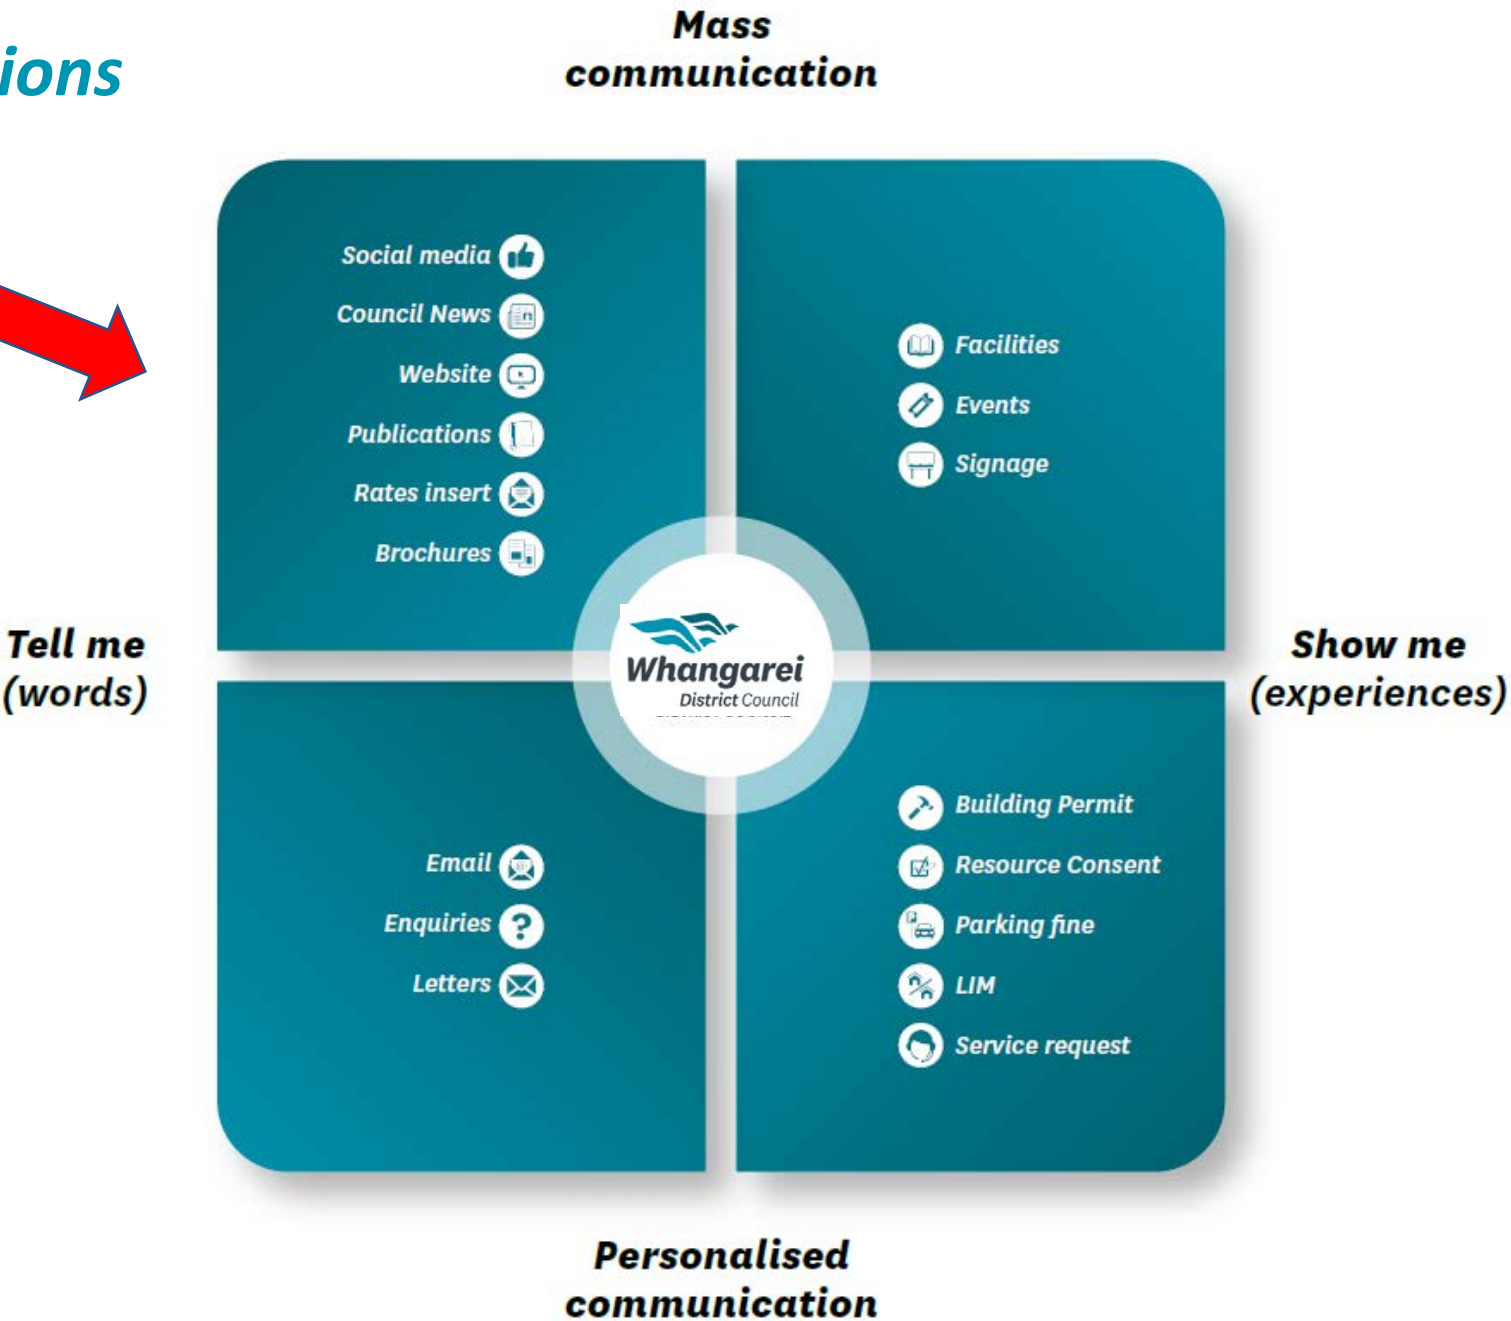 Mass
communication
ions
Social media
Council News
Website
Publications
Rates insert
Brochures
Facilities
Events
Signage
Tell me
(words)
Whangarei
District Council
Show me
(experiences)
Email
Enquiries
Letters
Building Permit
Resource Consent
Parking fine
LIM
Service request
Personalised
communication